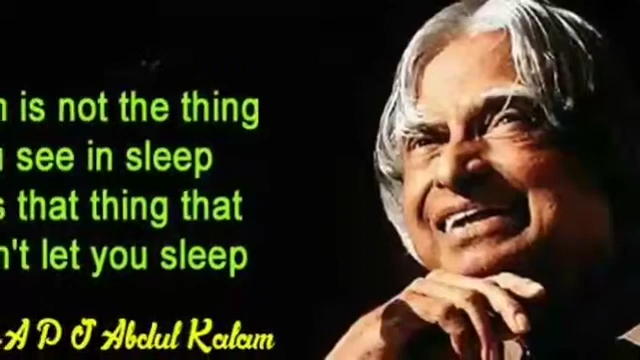 is not the thing
see in sleep
that thing that
n't let you sleep
-A P J Abdul Kalam